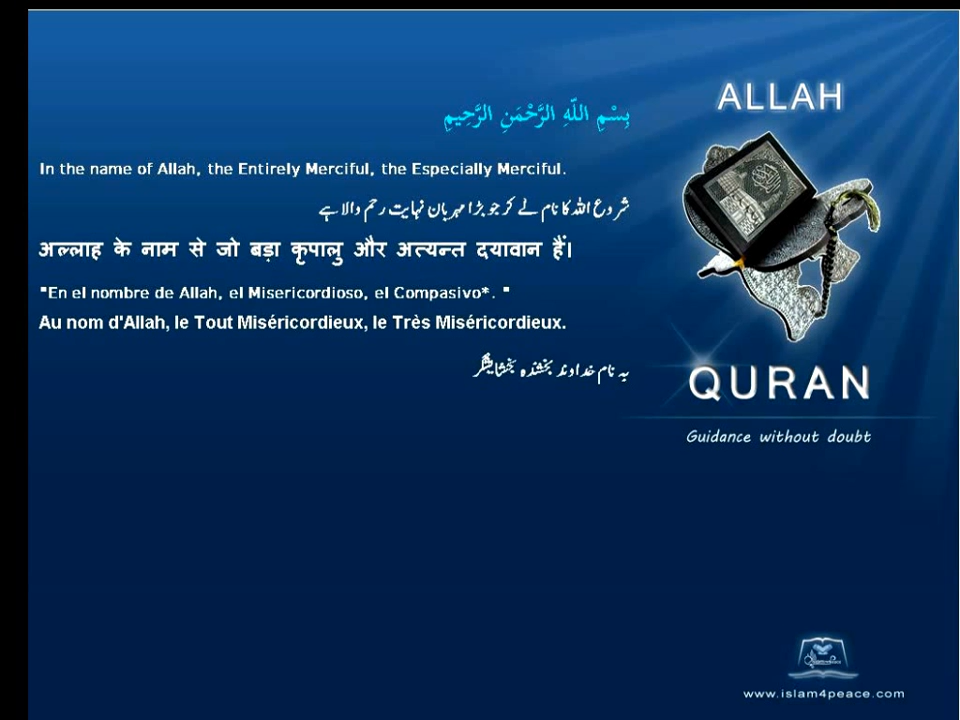 بِسْمِ اللّهِ الرَّحْمَنِ الرَّحِيمِ
In the name of Allah, the Entirely Merciful, the Especially Merciful.
شروع الله کا نام لے کر جو بڑا مہربان نہایت رحم والا ہے
अल्लाह के नाम से जो बड़ा कृपालु और अत्यन्त दयावान हैं।
"En el nombre de Allah, el Misericordioso, el Compasivo*. "
Au nom d'Allah, le Tout Miséricordieux, le Très Miséricordieux.
به نام خداوند بخشنده بخشایشگر
ALLAH
QURAN
Guidance without doubt
www.islam4peace.com